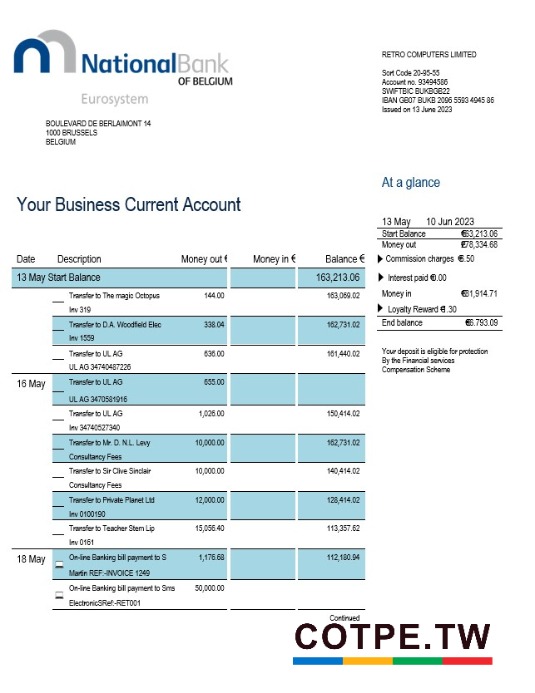 NationalBank
OF BELGIUM
Eurosystem
BOULEVARD DE BERLAIMONT 14
1000 BRUSSELS
BELGIUM
RETRO COMPUTERS LIMITED
Sort Code 20-95-55
Account no. 93494586
SWIFTBIC BUKBGB22
IBAN GB07 BUKB 2096 5593 4945 86
Issued on 13 June 2023
At a glance
13 May 10 Jun 2023
Start Balance €63,213.06
Money out €78,334.68
Commission charges €6.50
Interest paid €0.00
Money in €81,914.71
Loyalty Reward €1.30
End balance €6.793.09
Your deposit is eligible for protection
By the Financial services
Compensation Scheme
Your Business Current Account
Date Description Money out € Money in € Balance €
13 May Start Balance 163,213.06
Transfer to The magic Octopus 144.00 163,069.02
Inv 319
Transfer to D.A. Woodfield Elec 338.04 162,731.02
Inv 1559
Transfer to UL AG 636.00 161,440.02
UL AG 34740487226
16 May Transfer to UL AG 655.00
UL AG 3470581916
Transfer to UL AG 1,026.00 150,414.02
Inv 34740527340
Transfer to Mr. D. N.L. Levy 10,000.00 162,731.02
Consultancy Fees
Transfer to Sir Clive Sinclair 10,000.00 140,414.02
Consultancy Fees
Transfer to Private Planet Ltd 12,000.00 128,414.02
Inv 0100190
Transfer to Teacher Stem Lip 15,056.40 113,357.62
Inv 0161
18 May On-line Banking bill payment to S 1,176.68 112,180.94
Martin REF:-INVOICE 1249
On-line Banking bill payment to Sms 50,000.00
ElectronicSRef:-RET001
Continued
COTPE.TW